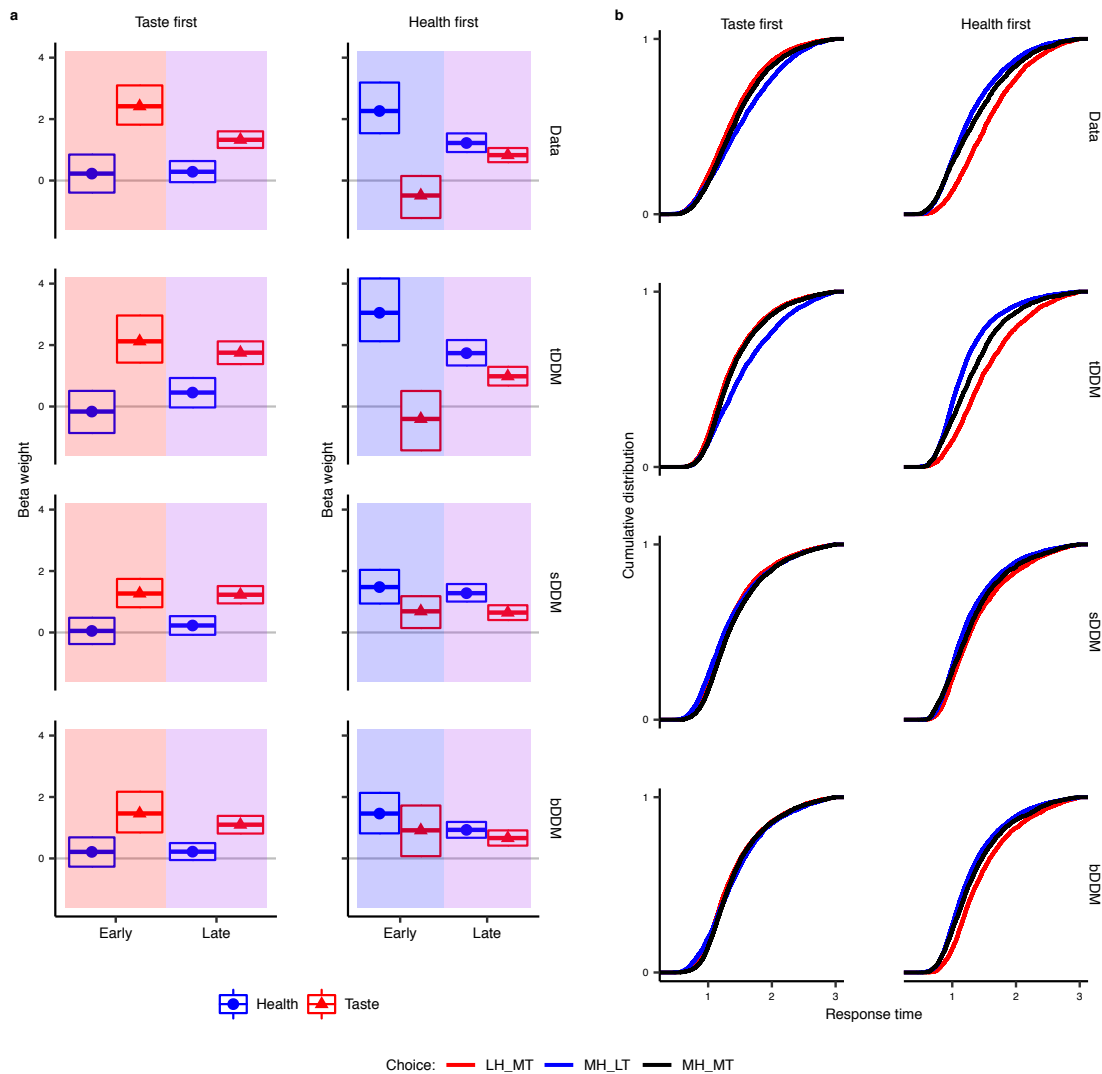 a
Taste first
Health first
4
2
0
Data
4
2
0
tDDM
4
2
0
sDDM
4
2
0
bDDM
Beta weight
Beta weight
Early
Late
Early
Late
Health
Taste
b
Taste first
Health first
1
0
Data
1
0
tDDM
1
0
sDDM
1
0
bDDM
Cumulative distribution
1
2
3
1
2
3
Response time
Choice: LH_MT MH_LT MH_MT